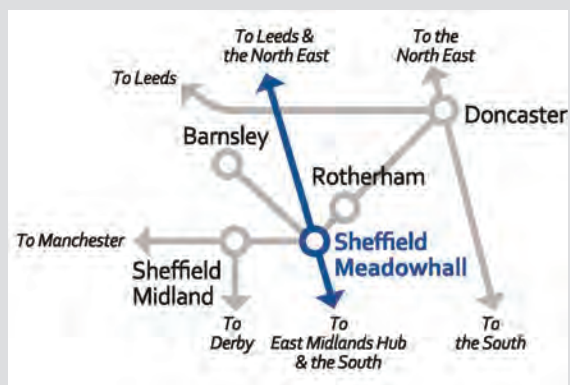 To Leeds &
the North East
To the
North East
To Leeds
Doncaster
Barnsley
Rotherham
To Manchester
Sheffield
Meadowhall
Sheffield
Midland
To
Derby
To
East Midlands Hub
& the South
To
the South